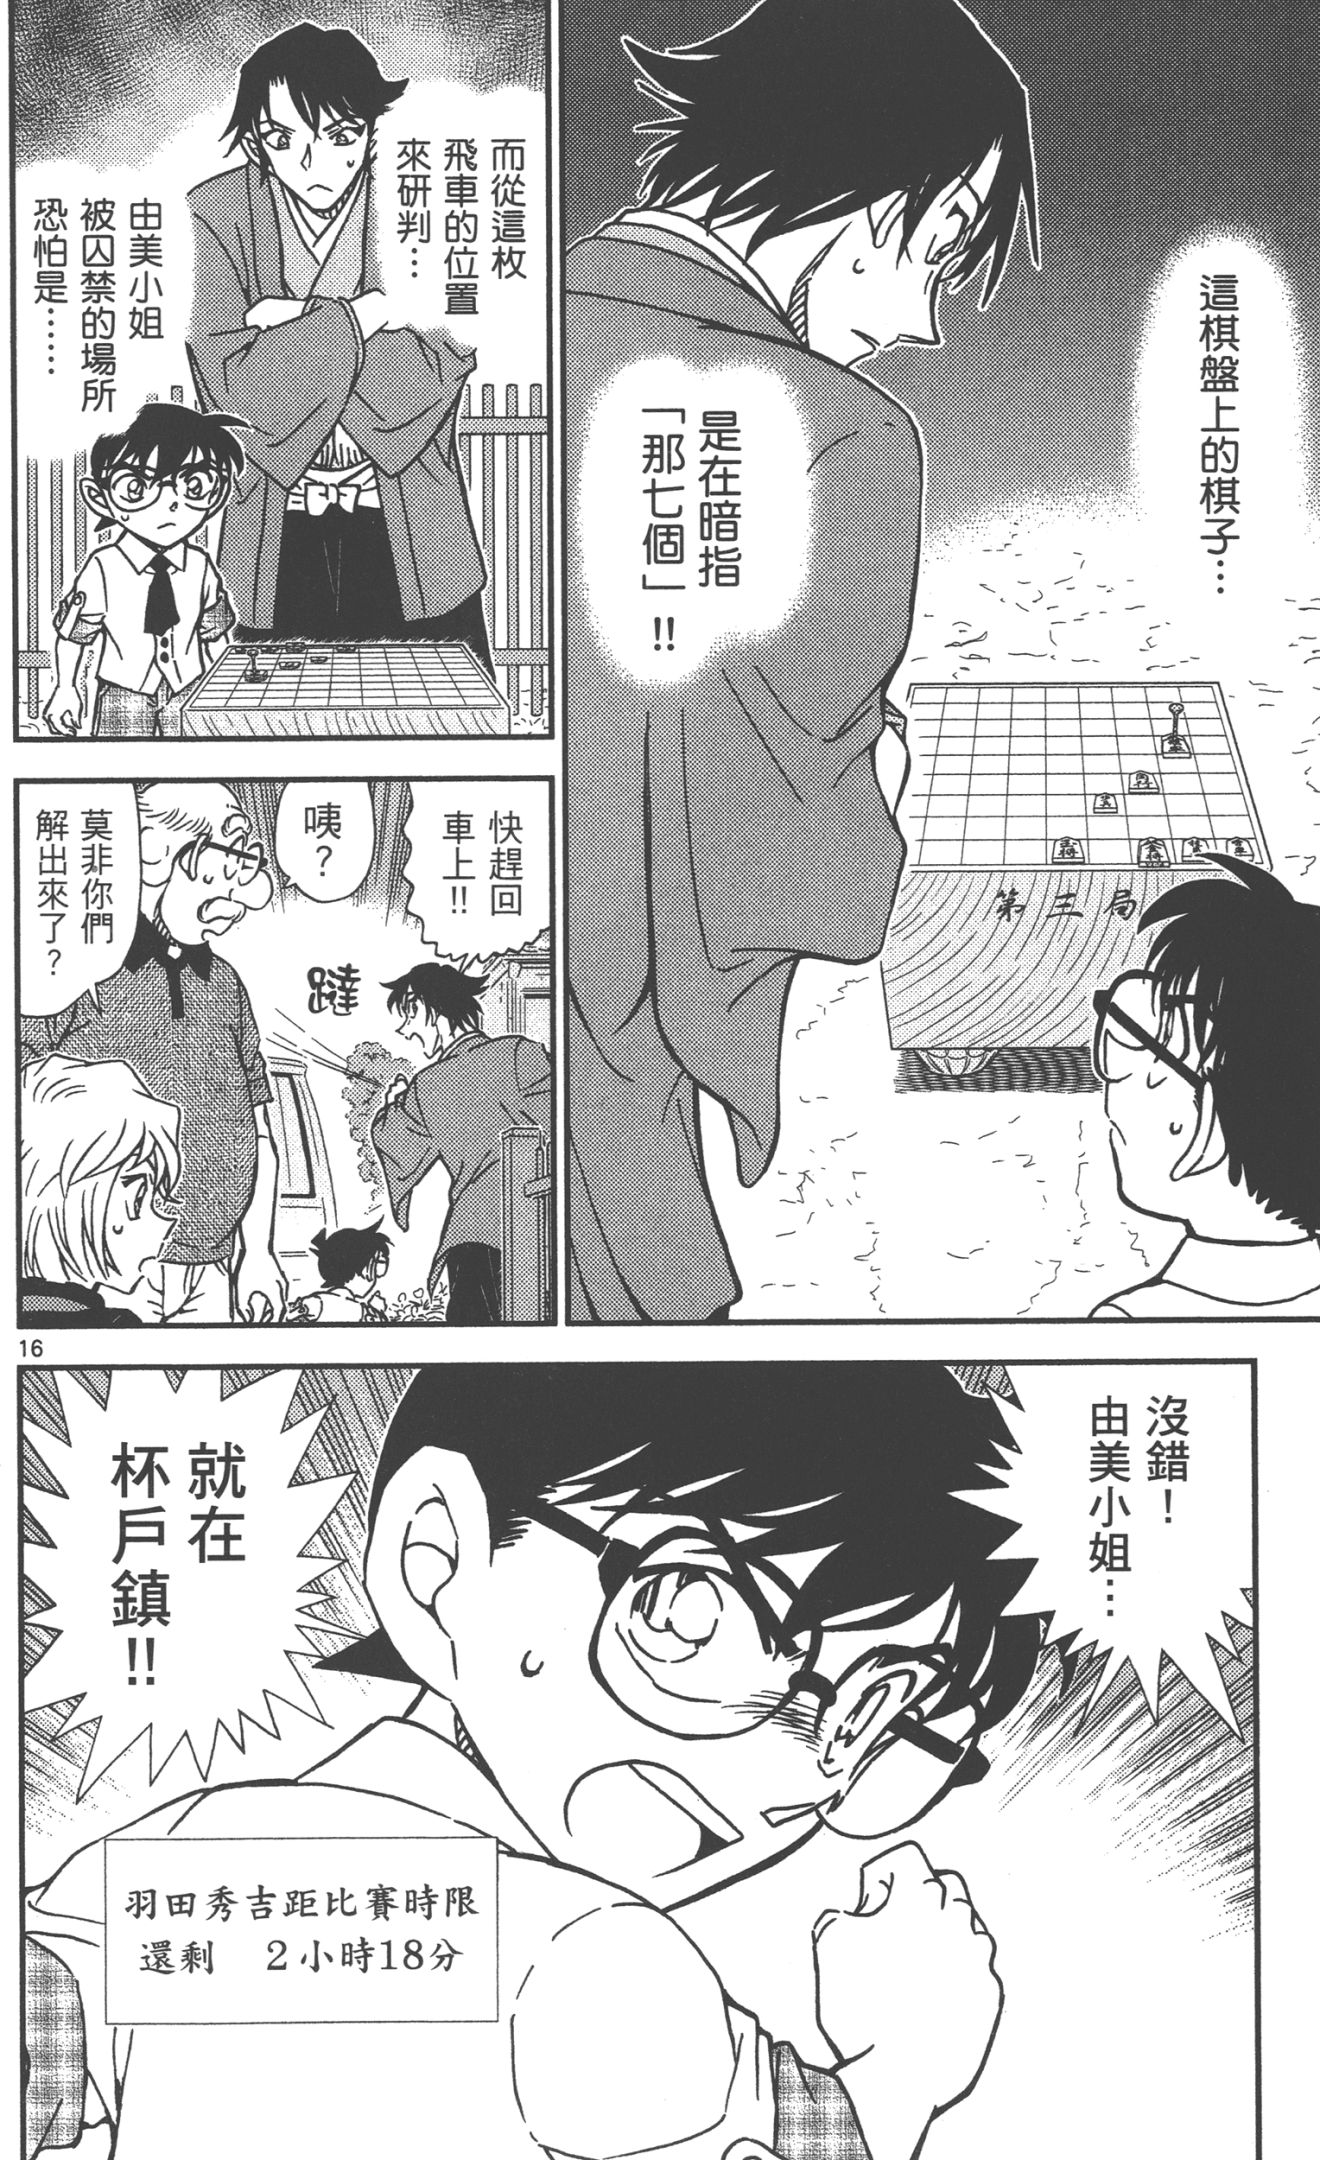 這棋盤上的棋子…
是在暗指
「那七個」!!
第三局
而從這枚
飛車的位置
來研判…
由美小姐
被囚禁的場所
恐怕是……
快趕回
車上!!
咦？
躂
莫非你們
解出來了？
16
沒錯！
由美小姐…
就在
杯戶鎮!!
羽田秀吉距比賽時限
還剩　2小時18分